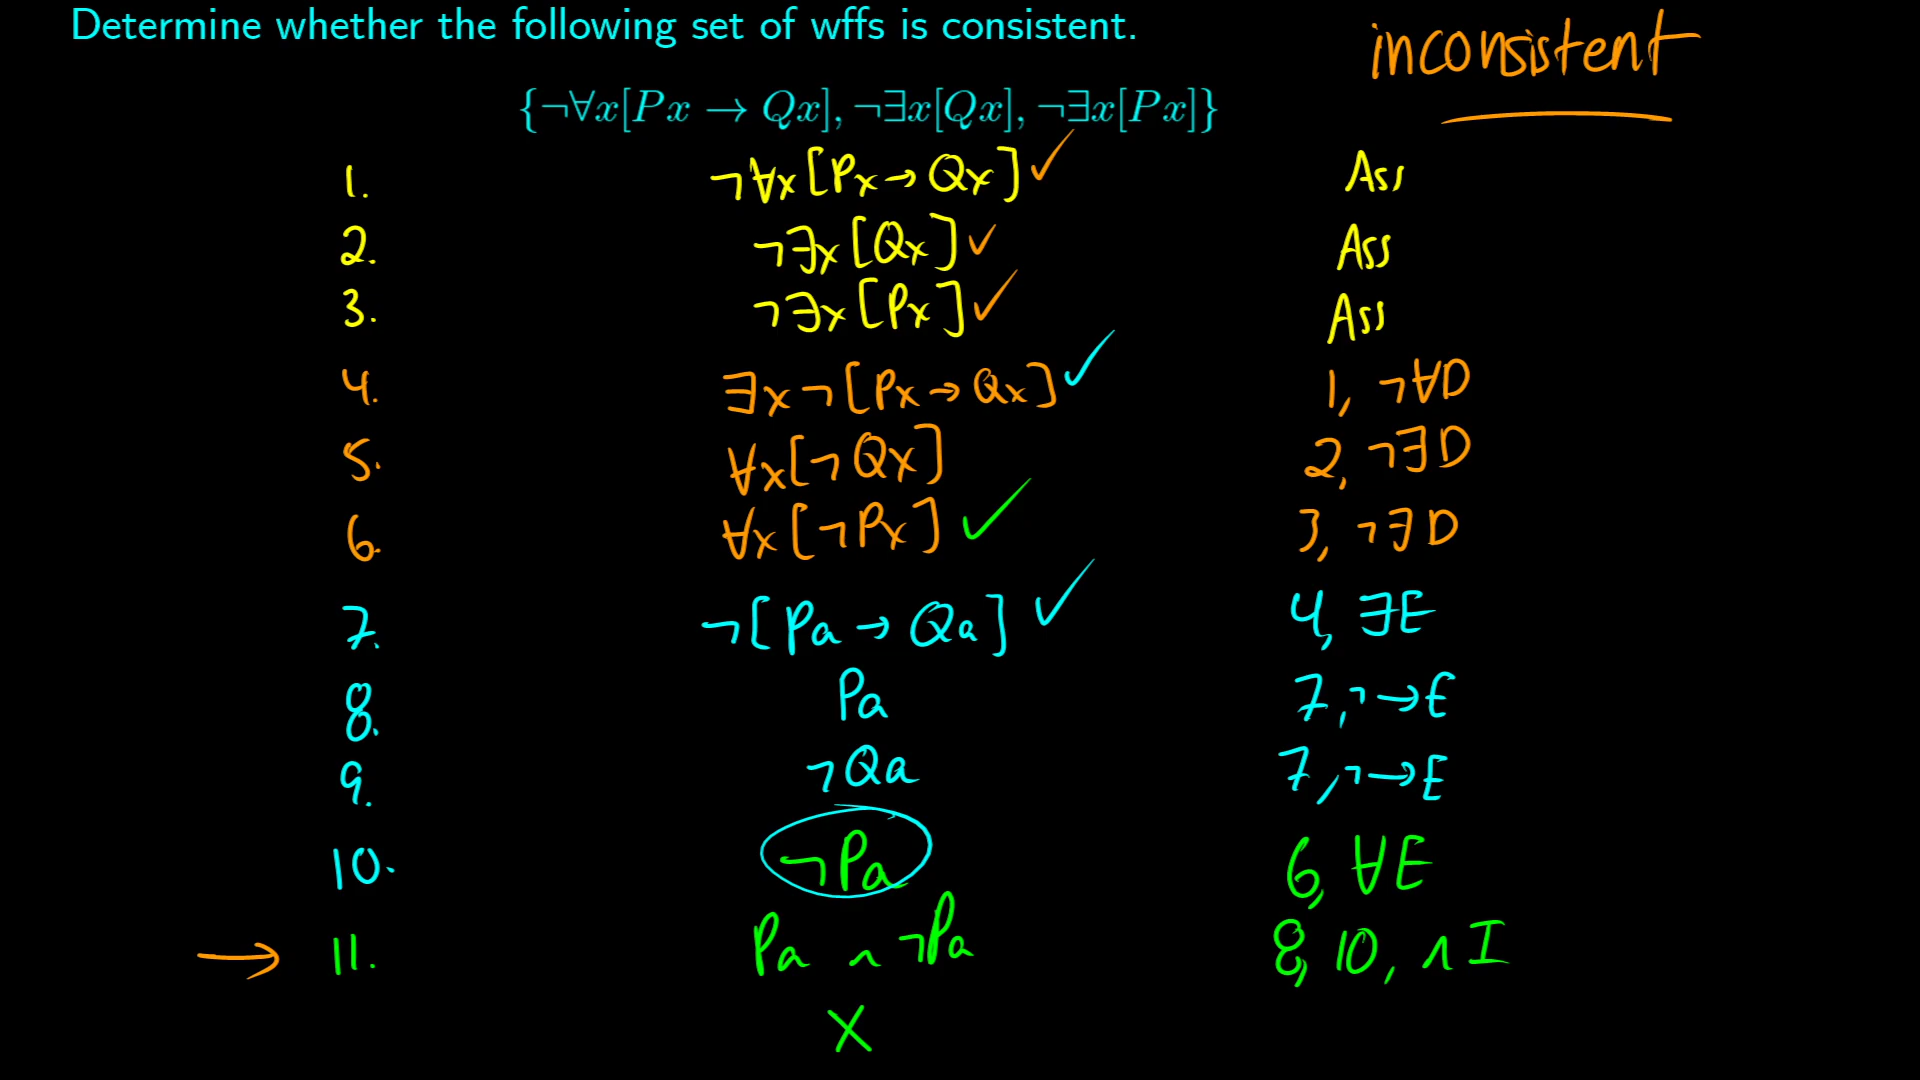 Determine whether the following set of wffs is consistent.
inconsistent
{¬∀x[Px → Qx], ¬∃x[Qx], ¬∃x[Px]}
1. ¬∀x[Px → Qx] ✓ Ass
2. ¬∃x[Qx] ✓ Ass
3. ¬∃x[Px] ✓ Ass
4. ∃x¬[Px → Qx] ✓ 1, ¬∀D
5. ∀x[¬Qx] 2, ¬∃D
6. ∀x[¬Px] ✓ 3, ¬∃D
7. ¬[Pa → Qa] ✓ 4, ∃E
8. Pa 7, ¬→E
9. ¬Qa 7, ¬→E
10. ¬Pa 6, ∀E
→ 11. Pa ∧ ¬Pa 8, 10, ∧I
X